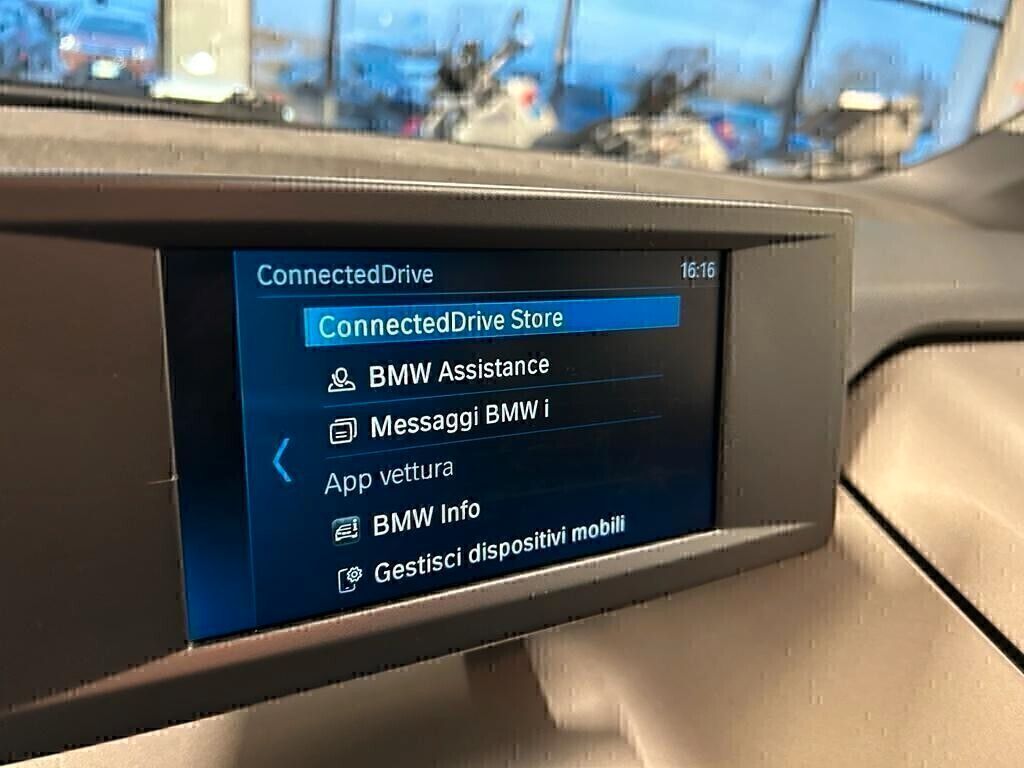 ConnectedDrive
16:16
ConnectedDrive Store
BMW Assistance
Messaggi BMW i
App vettura
BMW Info
Gestisci dispositivi mobili